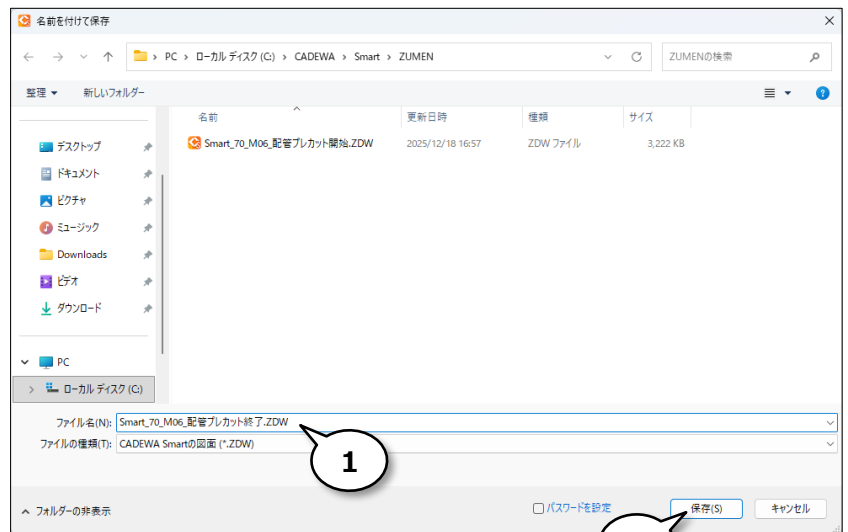 名前を付けて保存
PC › ローカル ディスク (C:) › CADEWA › Smart › ZUMEN
ZUMENの検索
整理 新しいフォルダー
名前 更新日時 種類 サイズ
Smart_70_M06_配管プレカット開始.ZDW 2025/12/18 16:57 ZDW ファイル 3,222 KB
デスクトップ
ドキュメント
ピクチャ
ミュージック
Downloads
ビデオ
ダウンロード
PC
ローカル ディスク (C:)
ファイル名(N): Smart_70_M06_配管プレカット終了.ZDW
ファイルの種類(T): CADEWA Smartの図面 (*.ZDW)
1
フォルダーの非表示
パスワードを設定
保存(S)
キャンセル